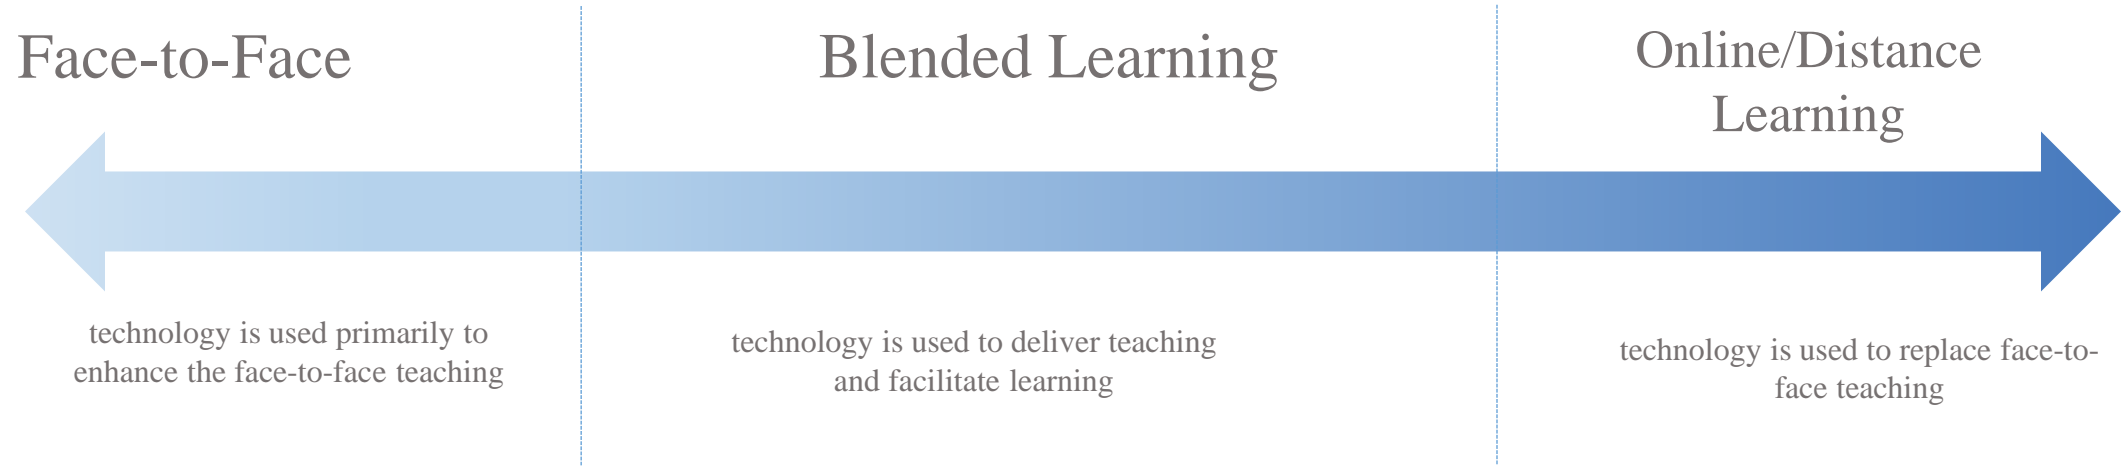 Face-to-Face
Blended Learning
Online/Distance
Learning
technology is used primarily to
enhance the face-to-face teaching
technology is used to deliver teaching
and facilitate learning
technology is used to replace face-to-
face teaching